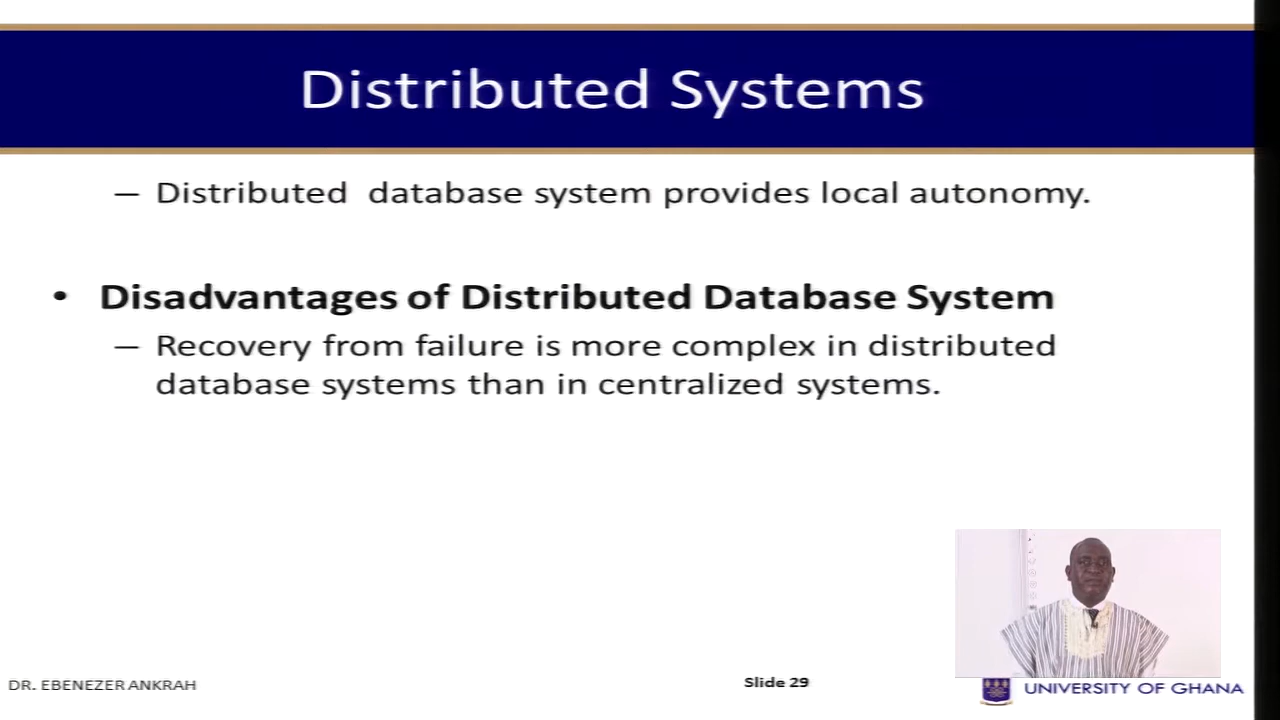 Distributed Systems
– Distributed database system provides local autonomy.
• Disadvantages of Distributed Database System
– Recovery from failure is more complex in distributed
database systems than in centralized systems.
DR. EBENEZER ANKRAH
Slide 29
UNIVERSITY OF GHANA